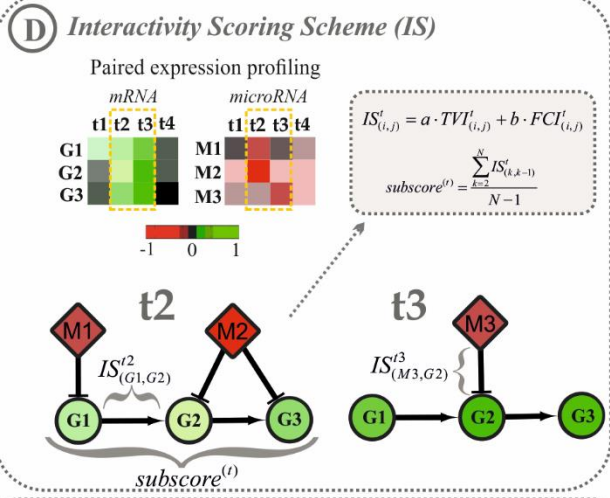 D Interactivity Scoring Scheme (IS)
Paired expression profiling
mRNA microRNA
t1 t2 t3 t4 t1 t2 t3 t4
G1 M1
G2 M2
G3 M3
-1 0 1
IS^t_(i,j) = a · TVI^t_(i,j) + b · FCI^t_(i,j)
subscore^(t) = ∑_{k=2}^{N} IS^t_(k,k-1) / N-1
t2 t3
M1 M2 M3
IS^t2_(G1,G2) IS^t3_(M3,G2)
G1 G2 G3 G1 G2 G3
subscore^(t)